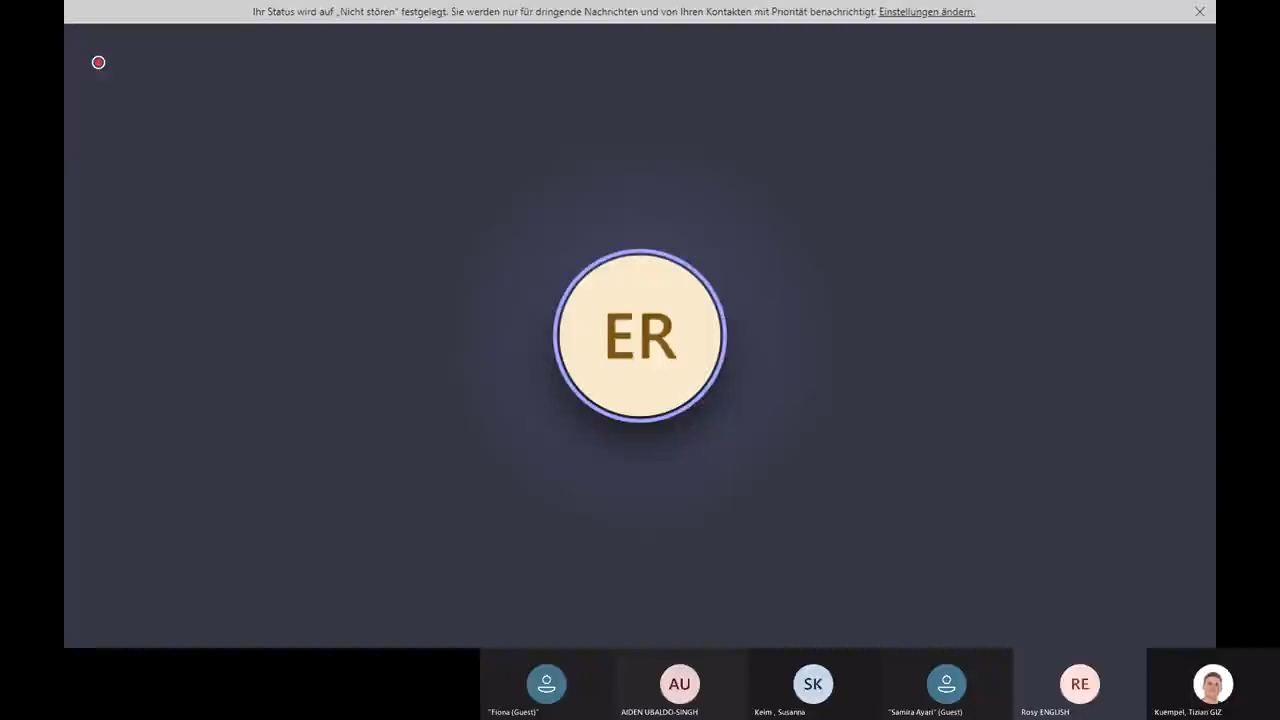 Ihr Status wird auf „Nicht stören" festgelegt. Sie werden nur für dringende Nachrichten und von Ihren Kontakten mit Priorität benachrichtigt. Einstellungen ändern.
ER
AU
SK
RE
"Fiona (Guest)"
AIDEN UBALDO-SINGH
Keim , Susanna
"Samira Ayari" (Guest)
Rosy ENGLISH
Kuempel, Tizian GIZ